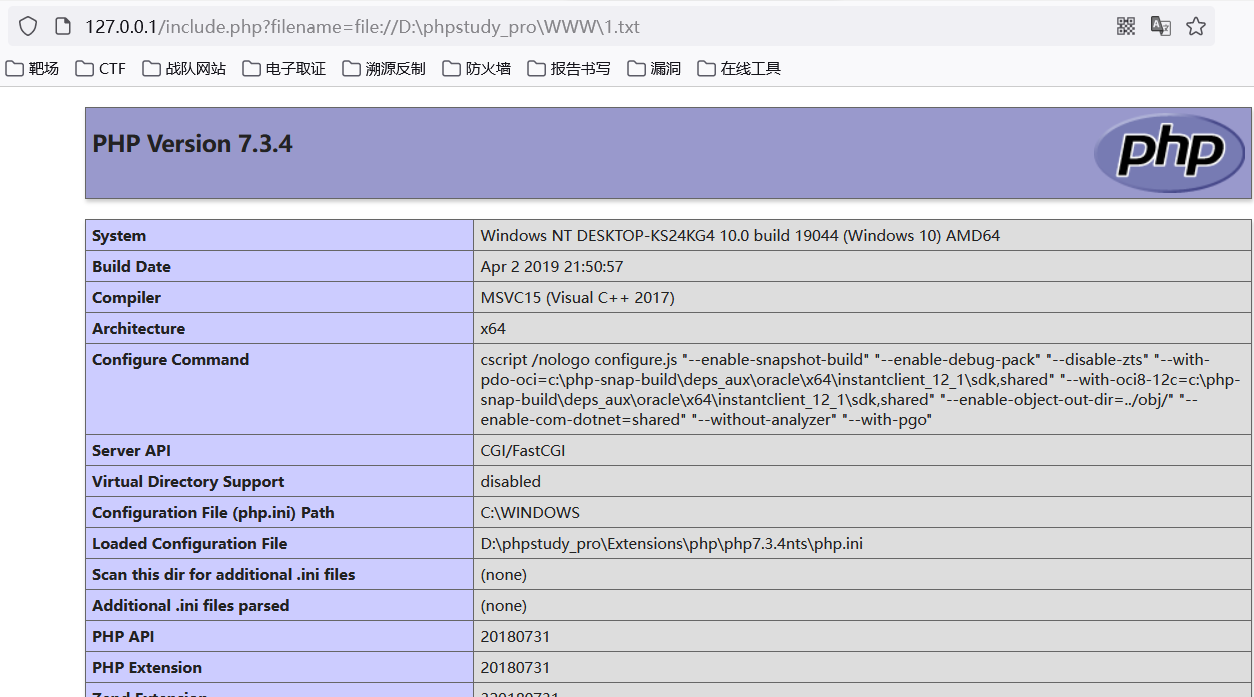 127.0.0.1/include.php?filename=file://D:\phpstudy_pro\WWW\1.txt
靶场 CTF 战队网站 电子取证 溯源反制 防火墙 报告书写 漏洞 在线工具
PHP Version 7.3.4
php
System Windows NT DESKTOP-KS24KG4 10.0 build 19044 (Windows 10) AMD64
Build Date Apr 2 2019 21:50:57
Compiler MSVC15 (Visual C++ 2017)
Architecture x64
Configure Command cscript /nologo configure.js "--enable-snapshot-build" "--enable-debug-pack" "--disable-zts" "--with-
pdo-oci=c:\php-snap-build\deps_aux\oracle\x64\instantclient_12_1\sdk,shared" "--with-oci8-12c=c:\php-
snap-build\deps_aux\oracle\x64\instantclient_12_1\sdk,shared" "--enable-object-out-dir=../obj/" "--
enable-com-dotnet=shared" "--without-analyzer" "--with-pgo"
Server API CGI/FastCGI
Virtual Directory Support disabled
Configuration File (php.ini) Path C:\WINDOWS
Loaded Configuration File D:\phpstudy_pro\Extensions\php\php7.3.4nts\php.ini
Scan this dir for additional .ini files (none)
Additional .ini files parsed (none)
PHP API 20180731
PHP Extension 20180731
Zend Extension 320180731